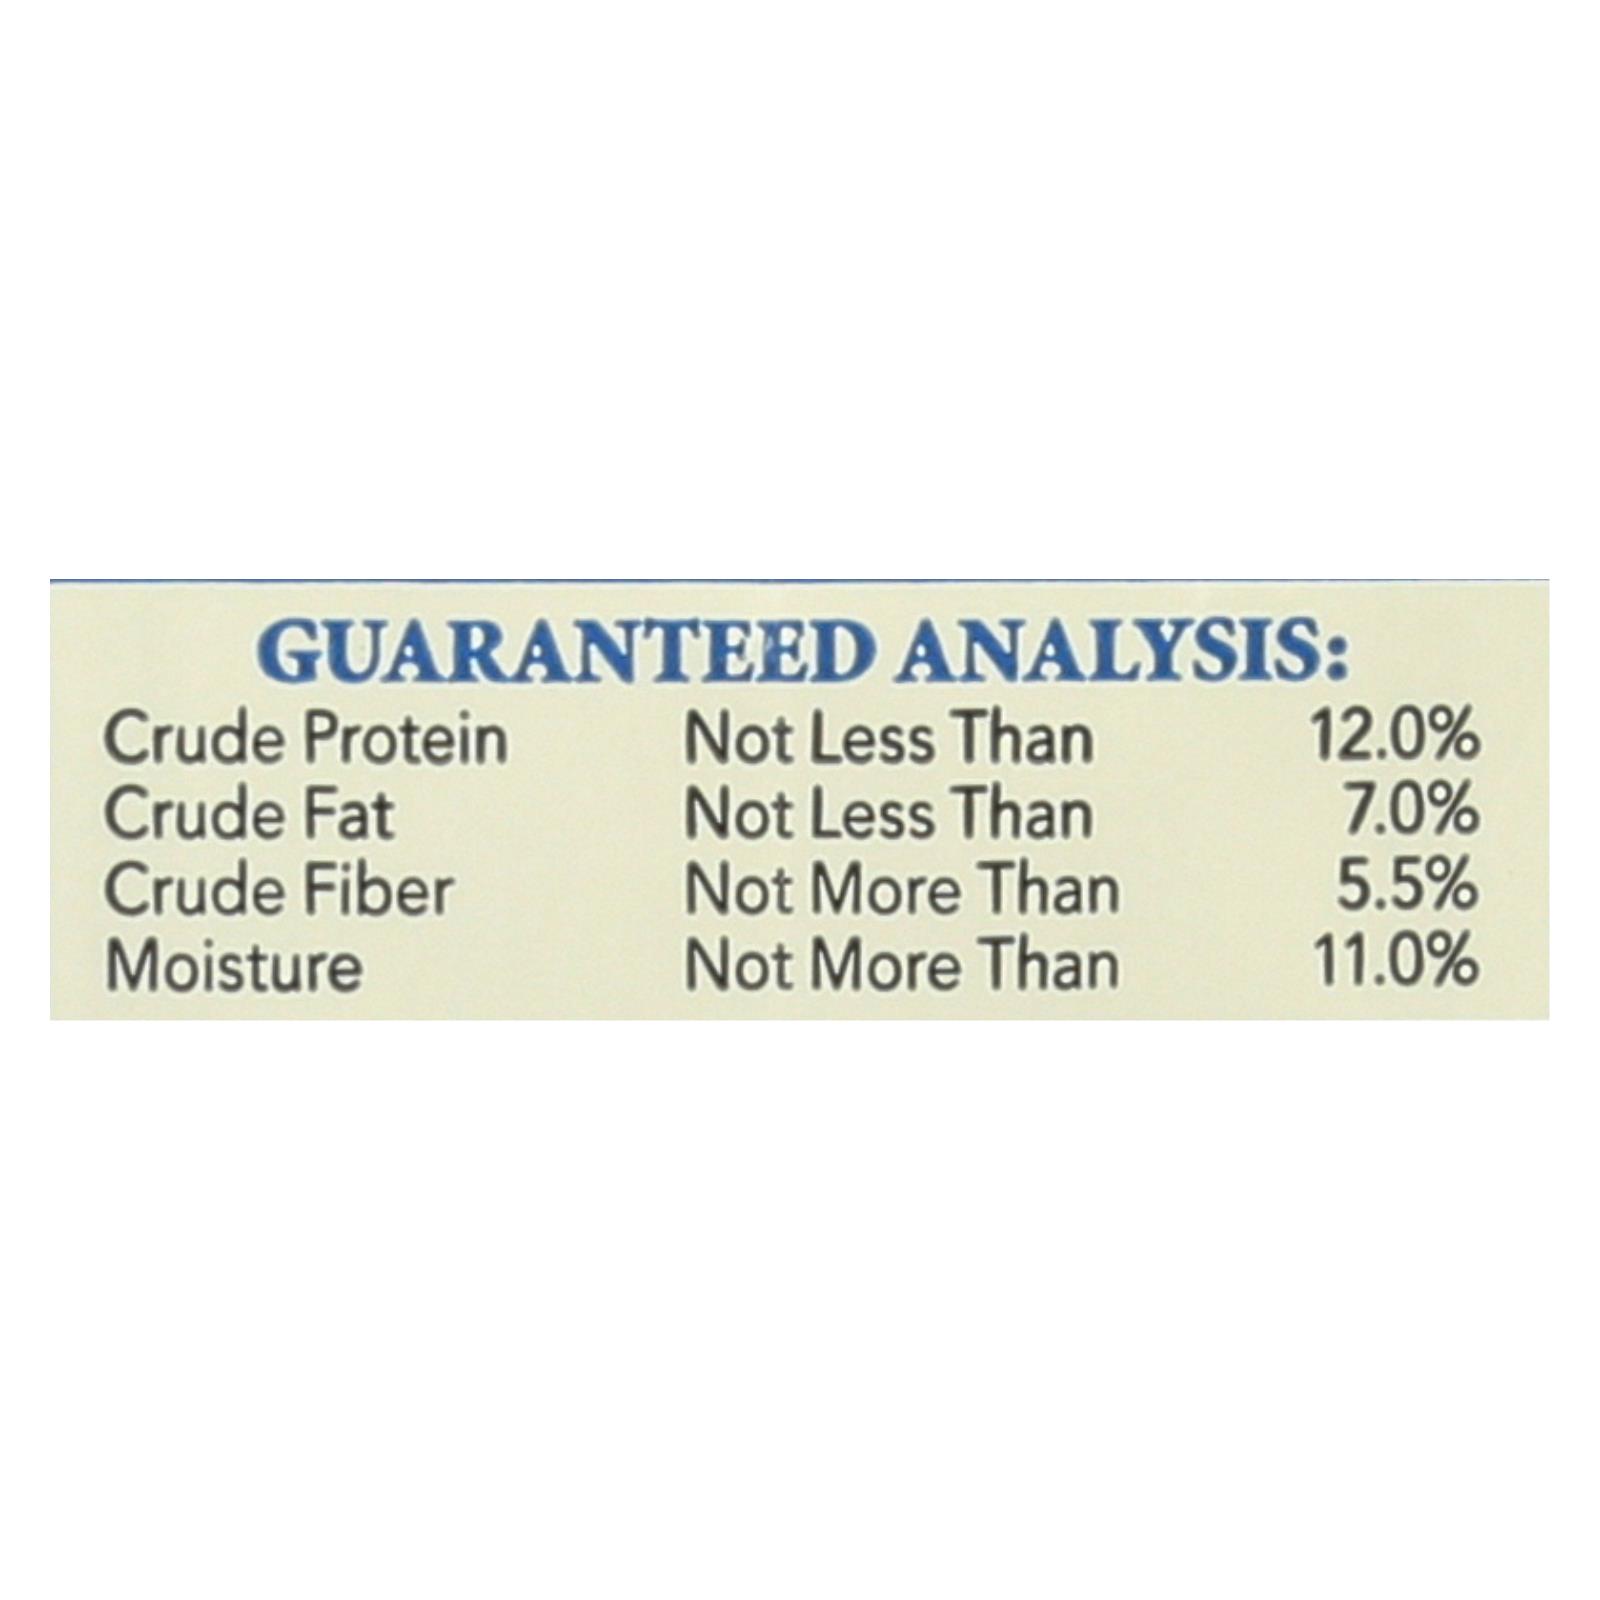 GUARANTEED ANALYSIS:
Crude Protein Not Less Than 12.0%
Crude Fat Not Less Than 7.0%
Crude Fiber Not More Than 5.5%
Moisture Not More Than 11.0%